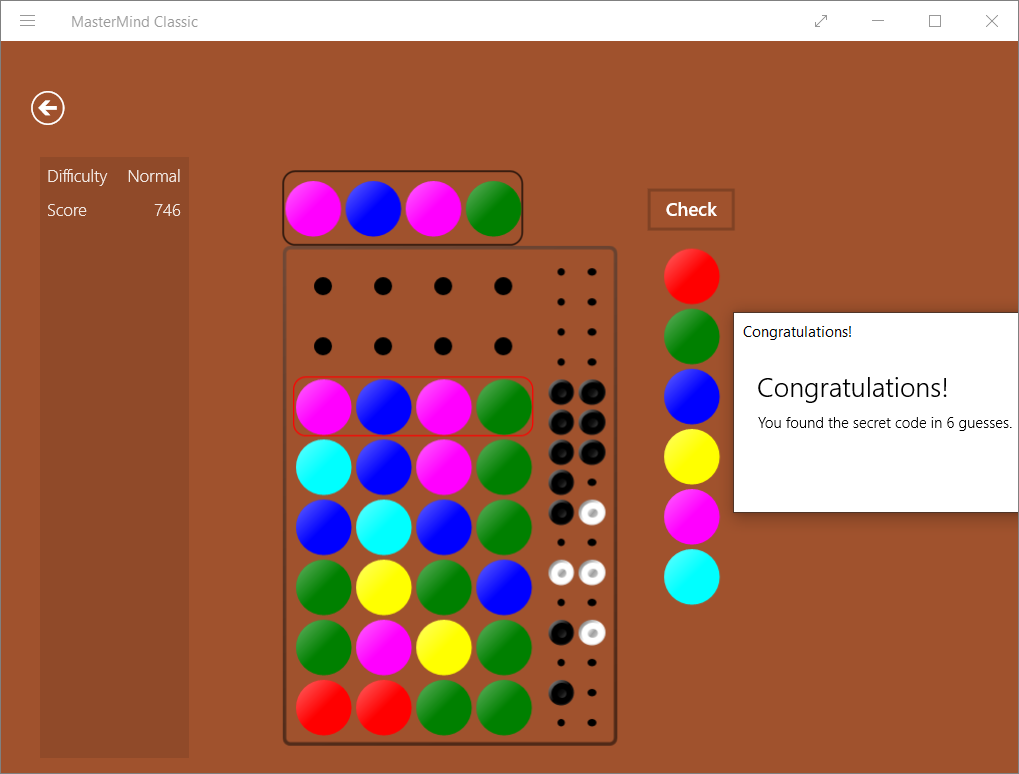 MasterMind Classic
Difficulty Normal
Score 746
Check
Congratulations!
Congratulations!
You found the secret code in 6 guesses.